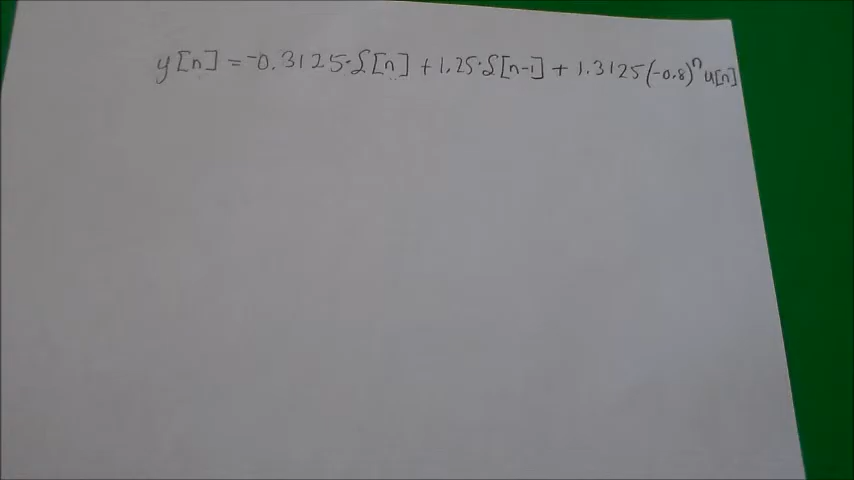 y[n] = -0.3125·δ[n] + 1.25·δ[n-1] + 1.3125(-0.8)^n u[n]